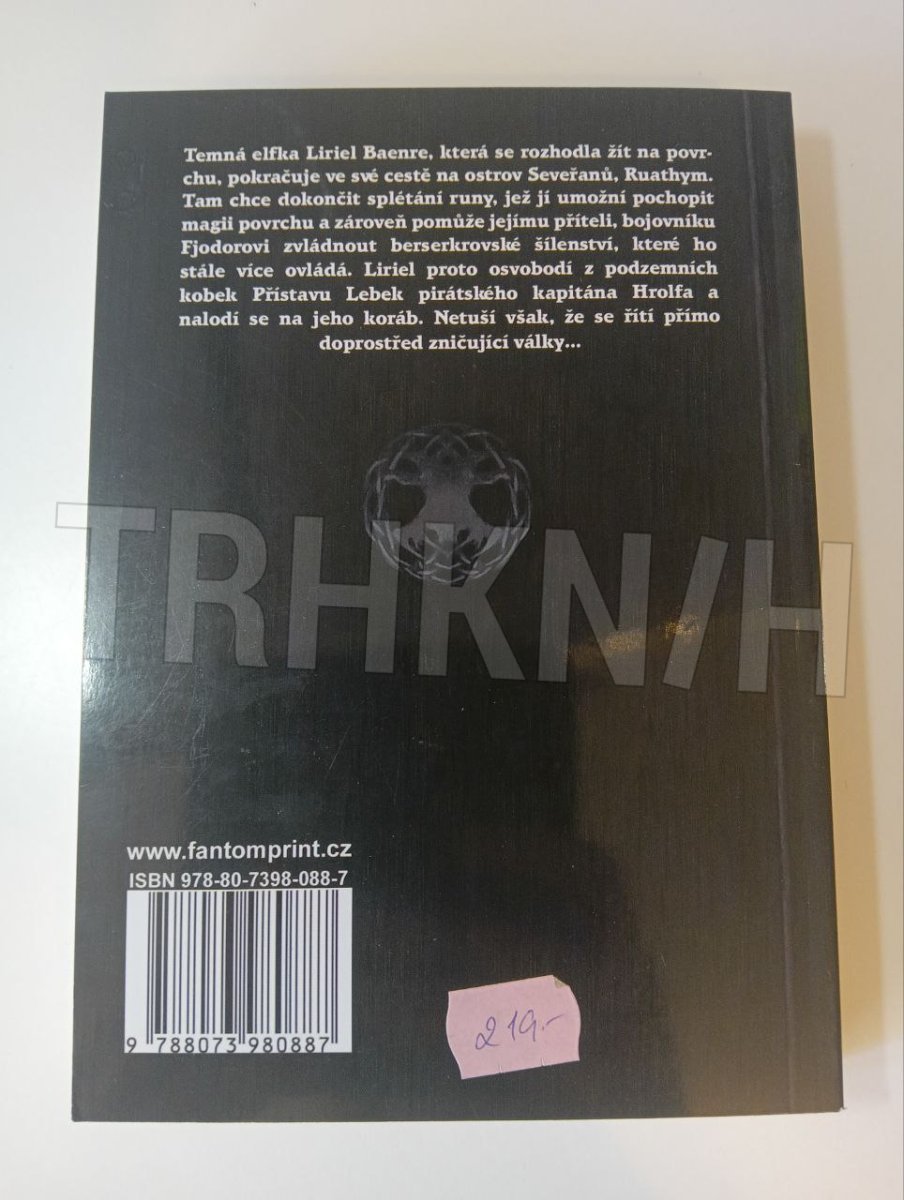 Temná elfka Liriel Baenre, která se rozhodla žít na povr-
chu, pokračuje ve své cestě na ostrov Seveřanů, Ruathym.
Tam chce dokončit splétání runy, jež jí umožní pochopit
magii povrchu a zároveň pomůže jejímu příteli, bojovníku
Fjodorovi zvládnout berserkrovské šílenství, které ho
stále více ovládá. Liriel proto osvobodí z podzemních
kobek Přístavu Lebek pirátského kapitána Hrolfa a
nalodí se na jeho koráb. Netuší však, že se řítí přímo
doprostřed zničující války...
TRHKN/H
www.fantomprint.cz
ISBN 978-80-7398-088-7
9 788073 980887
219.-